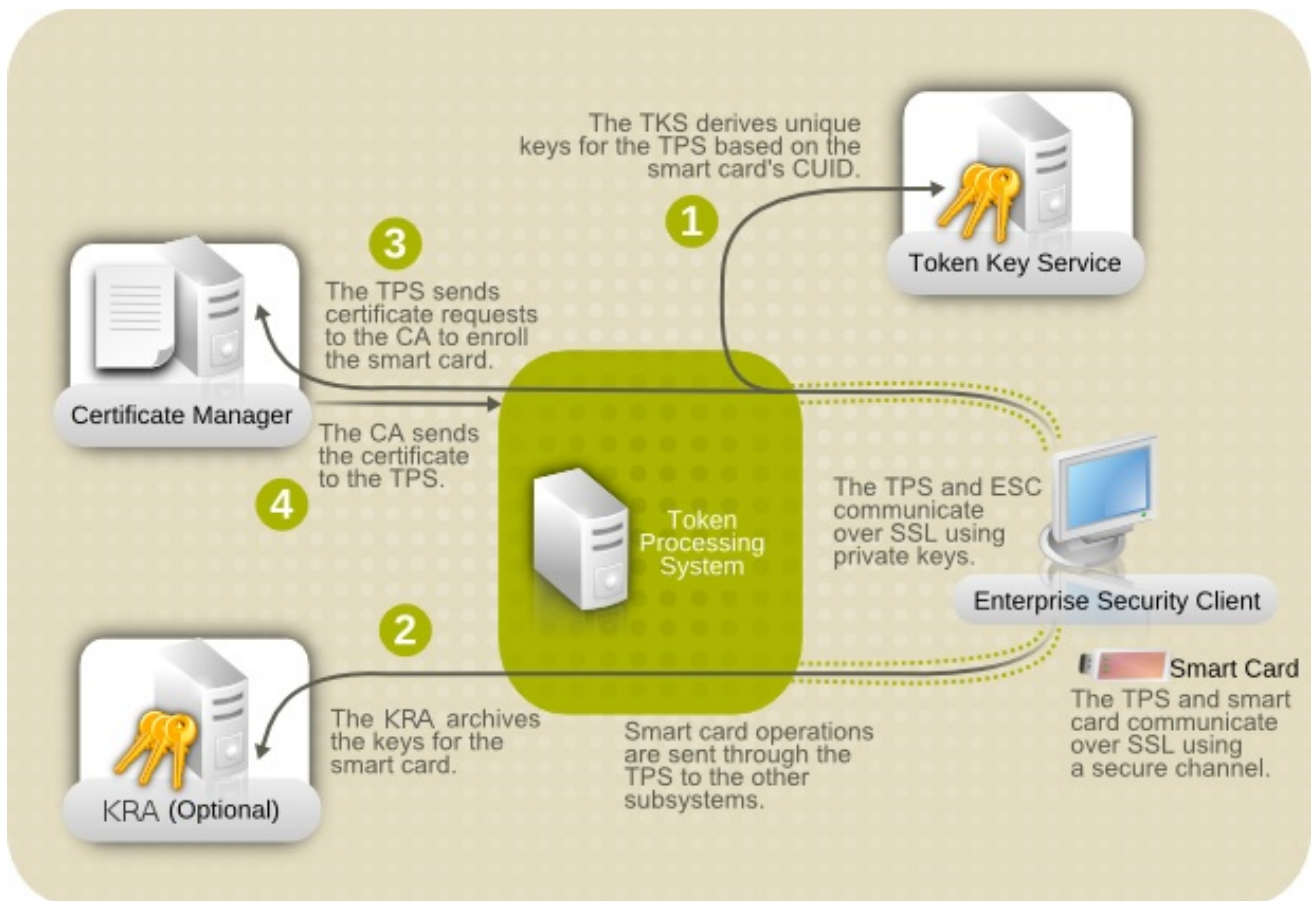 The TKS derives unique
keys for the TPS based on the
smart card's CUID.
1
Token Key Service
3
The TPS sends
certificate requests
to the CA to enroll
the smart card.
Certificate Manager
The CA sends
the certificate
to the TPS.
4
Token
Processing
System
The TPS and ESC
communicate
over SSL using
private keys.
Enterprise Security Client
2
The KRA archives
the keys for the
smart card.
KRA (Optional)
Smart card operations
are sent through the
TPS to the other
subsystems.
Smart Card
The TPS and smart
card communicate
over SSL using
a secure channel.